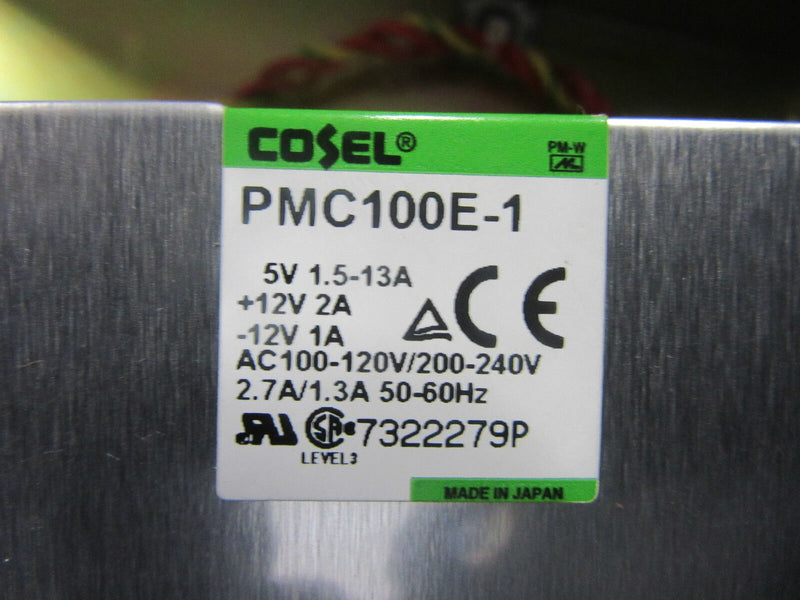 COSEL®
PM-W
PMC100E-1
5V 1.5-13A
+12V 2A
-12V 1A
CE
AC100-120V/200-240V
2.7A/1.3A 50-60Hz
7322279P
LEVEL3
MADE IN JAPAN